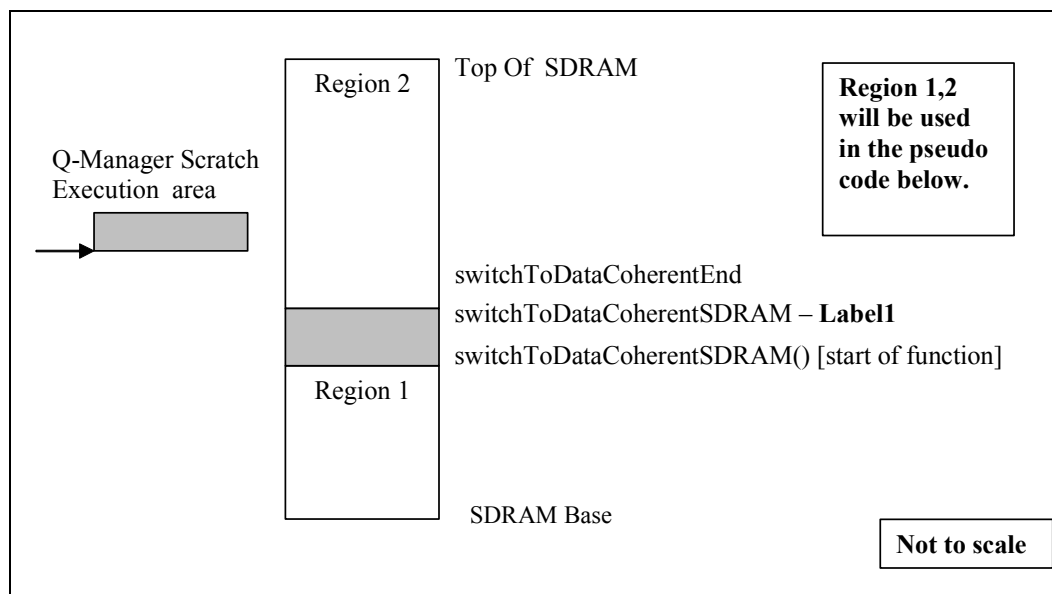 Region 2
Top Of SDRAM
Region 1,2
will be used
in the pseudo
code below.
Q-Manager Scratch
Execution area
switchToDataCoherentEnd
switchToDataCoherentSDRAM – Label1
switchToDataCoherentSDRAM() [start of function]
Region 1
SDRAM Base
Not to scale